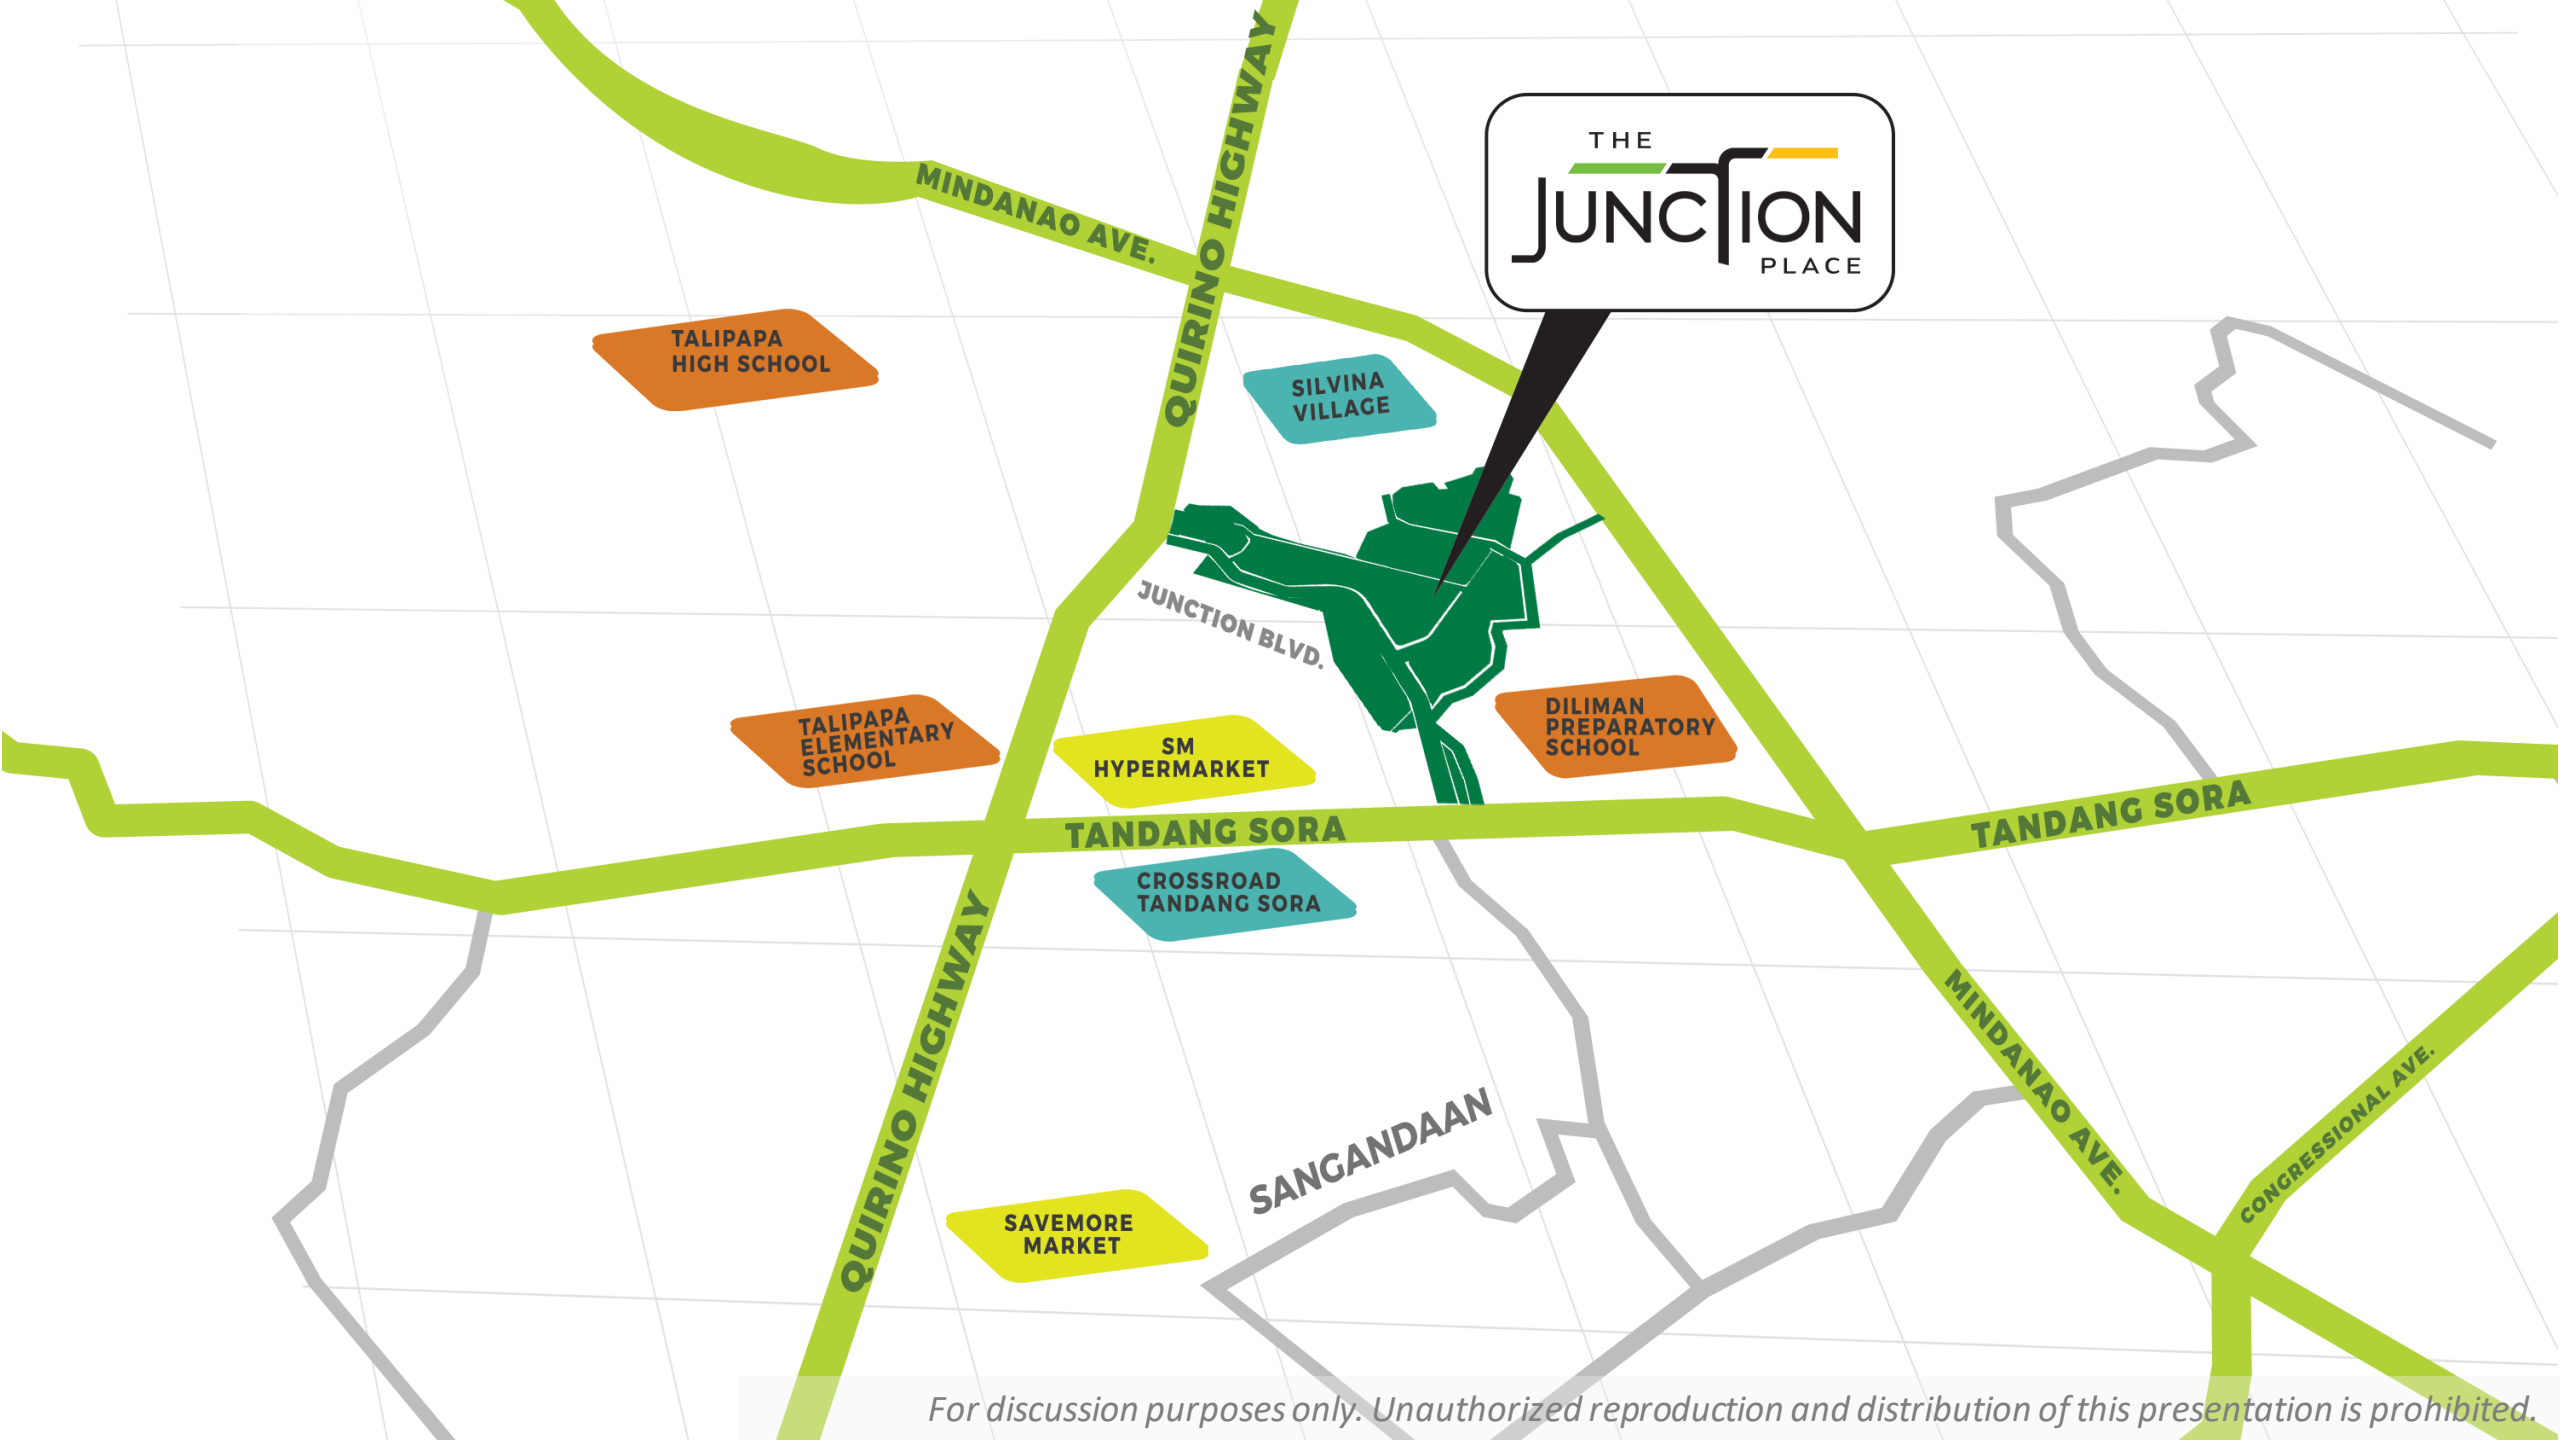 QUIRINO HIGHWAY
THE
JUNCTION
PLACE
MINDANAO AVE.
TALIPAPA
HIGH SCHOOL
SILVINA
VILLAGE
JUNCTION BLVD.
TALIPAPA
ELEMENTARY
SCHOOL
SM
HYPERMARKET
DILIMAN
PREPARATORY
SCHOOL
TANDANG SORA
TANDANG SORA
CROSSROAD
TANDANG SORA
QUIRINO HIGHWAY
MINDANAO AVE.
CONGRESSIONAL AVE.
SANGANDAAN
SAVEMORE
MARKET
For discussion purposes only. Unauthorized reproduction and distribution of this presentation is prohibited.